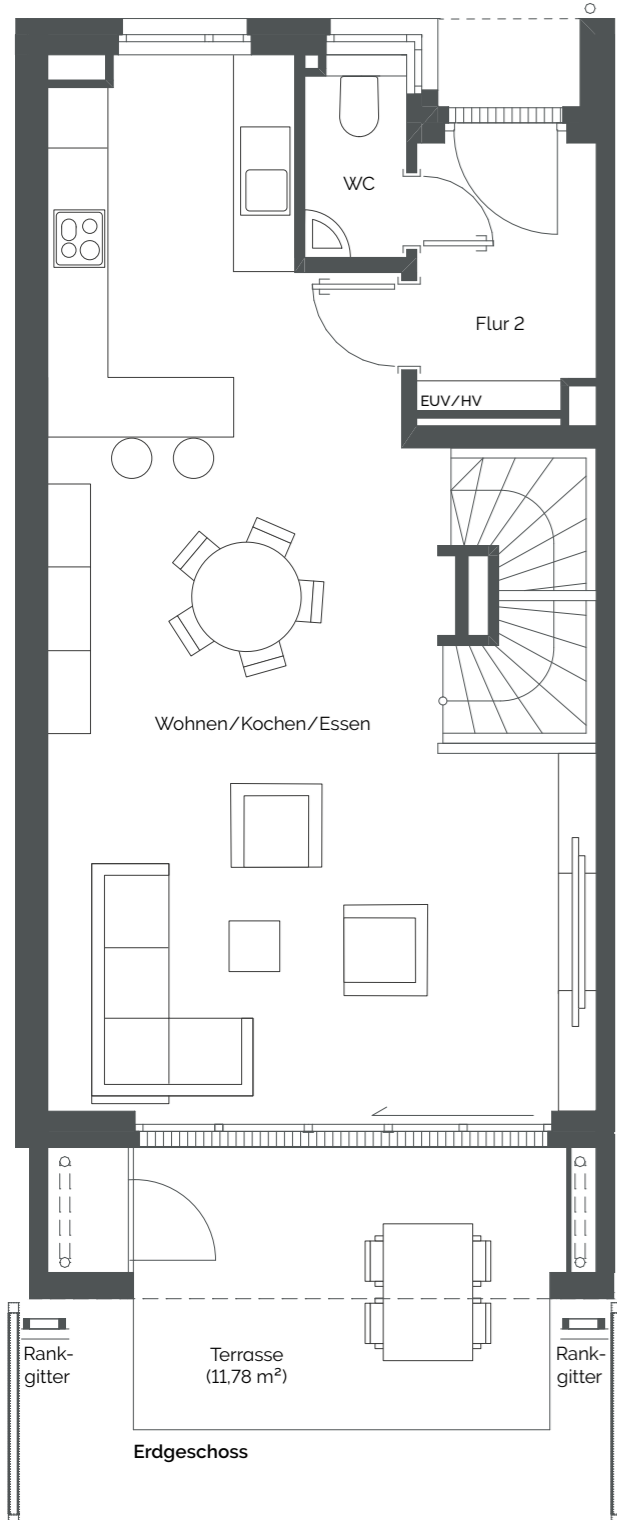 WC
Flur 2
EUV/HV
Wohnen/Kochen/Essen
Rank-
gitter
Terrasse
(11,78 m²)
Rank-
gitter
Erdgeschoss